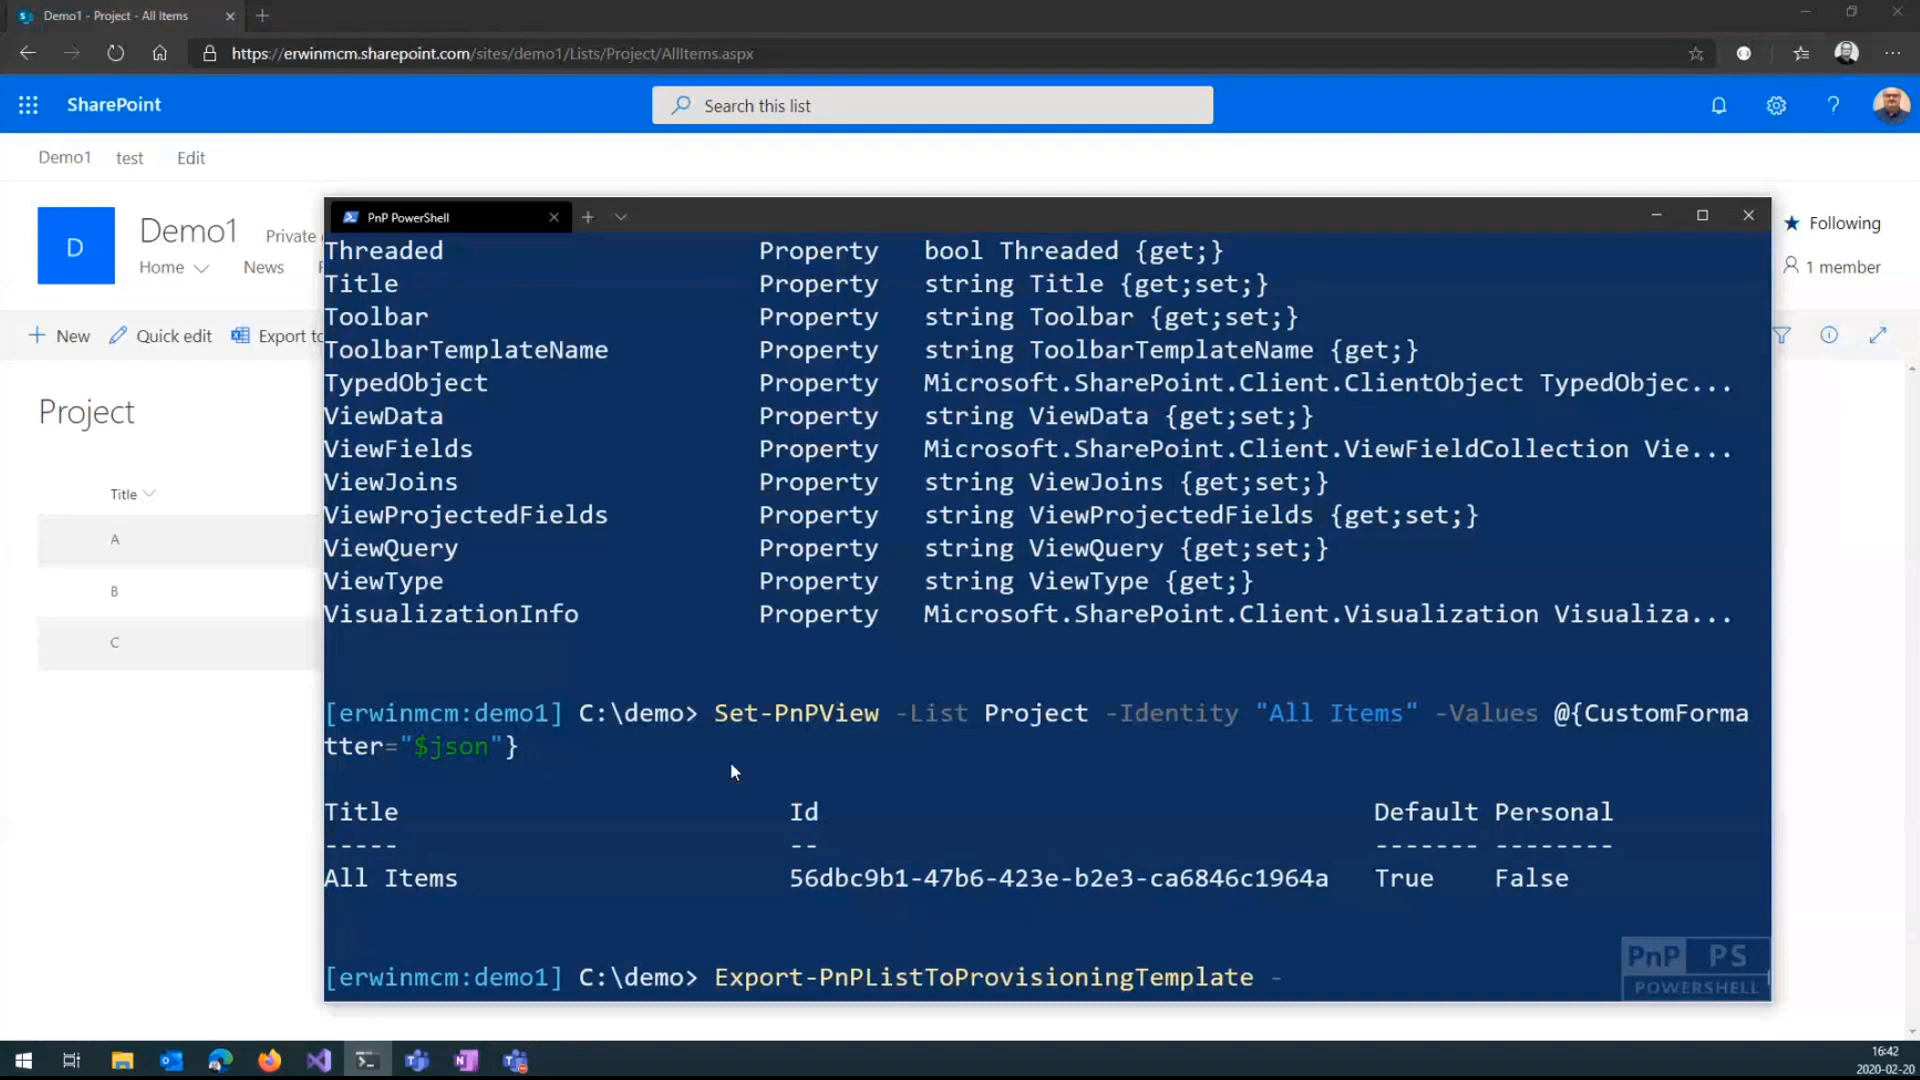 Demo1 - Project - All Items
https://erwinmcm.sharepoint.com/sites/demo1/Lists/Project/AllItems.aspx
SharePoint
Search this list
Demo1 test Edit
D
Demo1 Private
Home News
Following
1 member
New Quick edit Export to
Project
Title
A
B
C
PnP PowerShell
Threaded Property bool Threaded {get;}
Title Property string Title {get;set;}
Toolbar Property string Toolbar {get;set;}
ToolbarTemplateName Property string ToolbarTemplateName {get;}
TypedObject Property Microsoft.SharePoint.Client.ClientObject TypedObjec...
ViewData Property string ViewData {get;set;}
ViewFields Property Microsoft.SharePoint.Client.ViewFieldCollection Vie...
ViewJoins Property string ViewJoins {get;set;}
ViewProjectedFields Property string ViewProjectedFields {get;set;}
ViewQuery Property string ViewQuery {get;set;}
ViewType Property string ViewType {get;}
VisualizationInfo Property Microsoft.SharePoint.Client.Visualization Visualiza...
[erwinmcm:demo1] C:\demo> Set-PnPView -List Project -Identity "All Items" -Values @{CustomForma
tter="$json"}
Title Id Default Personal
----- -- ------- --------
All Items 56dbc9b1-47b6-423e-b2e3-ca6846c1964a True False
[erwinmcm:demo1] C:\demo> Export-PnPListToProvisioningTemplate -
PnP PS
POWERSHELL
16:42
2020-02-20